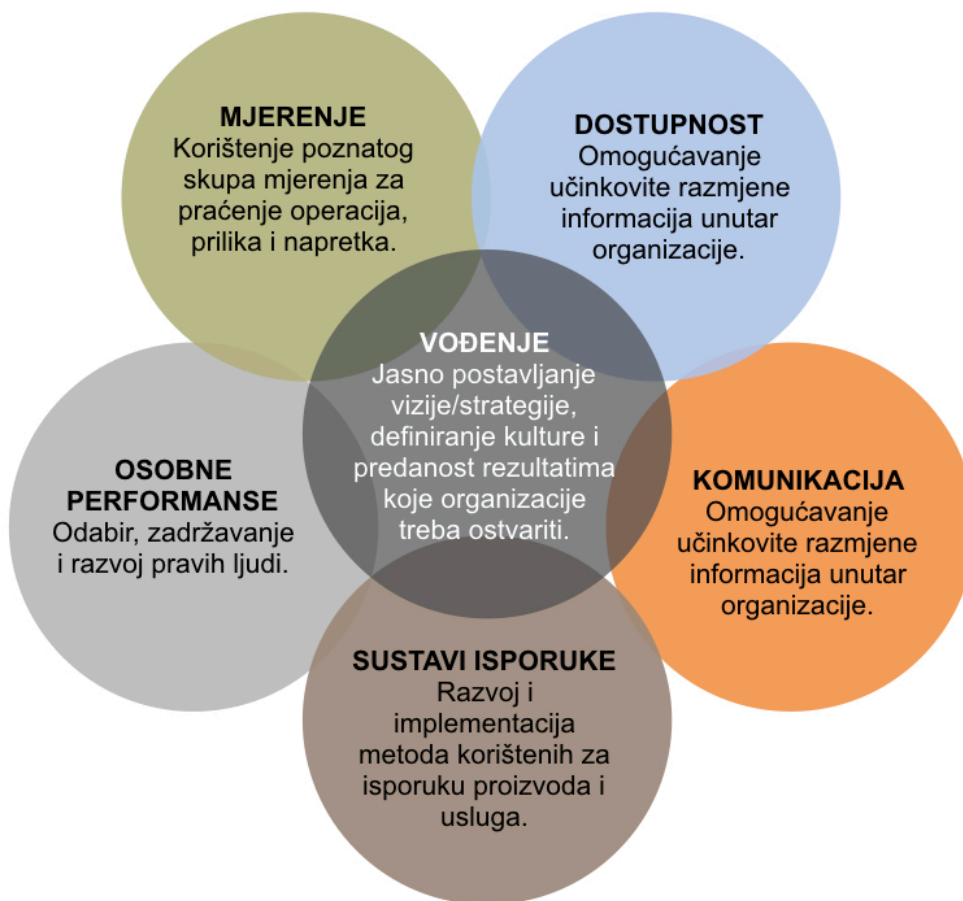 MJERENJE
Korištenje poznatog
skupa mjerenja za
praćenje operacija,
prilika i napretka.
DOSTUPNOST
Omogućavanje
učinkovite razmjene
informacija unutar
organizacije.
VOĐENJE
Jasno postavljanje
vizije/strategije,
definiranje kulture i
predanost rezultatima
koje organizacije
treba ostvariti.
OSOBNE
PERFORMANSE
Odabir, zadržavanje
i razvoj pravih ljudi.
KOMUNIKACIJA
Omogućavanje
učinkovite razmjene
informacija unutar
organizacije.
SUSTAVI ISPORUKE
Razvoj i
implementacija
metoda korištenih za
isporuku proizvoda i
usluga.